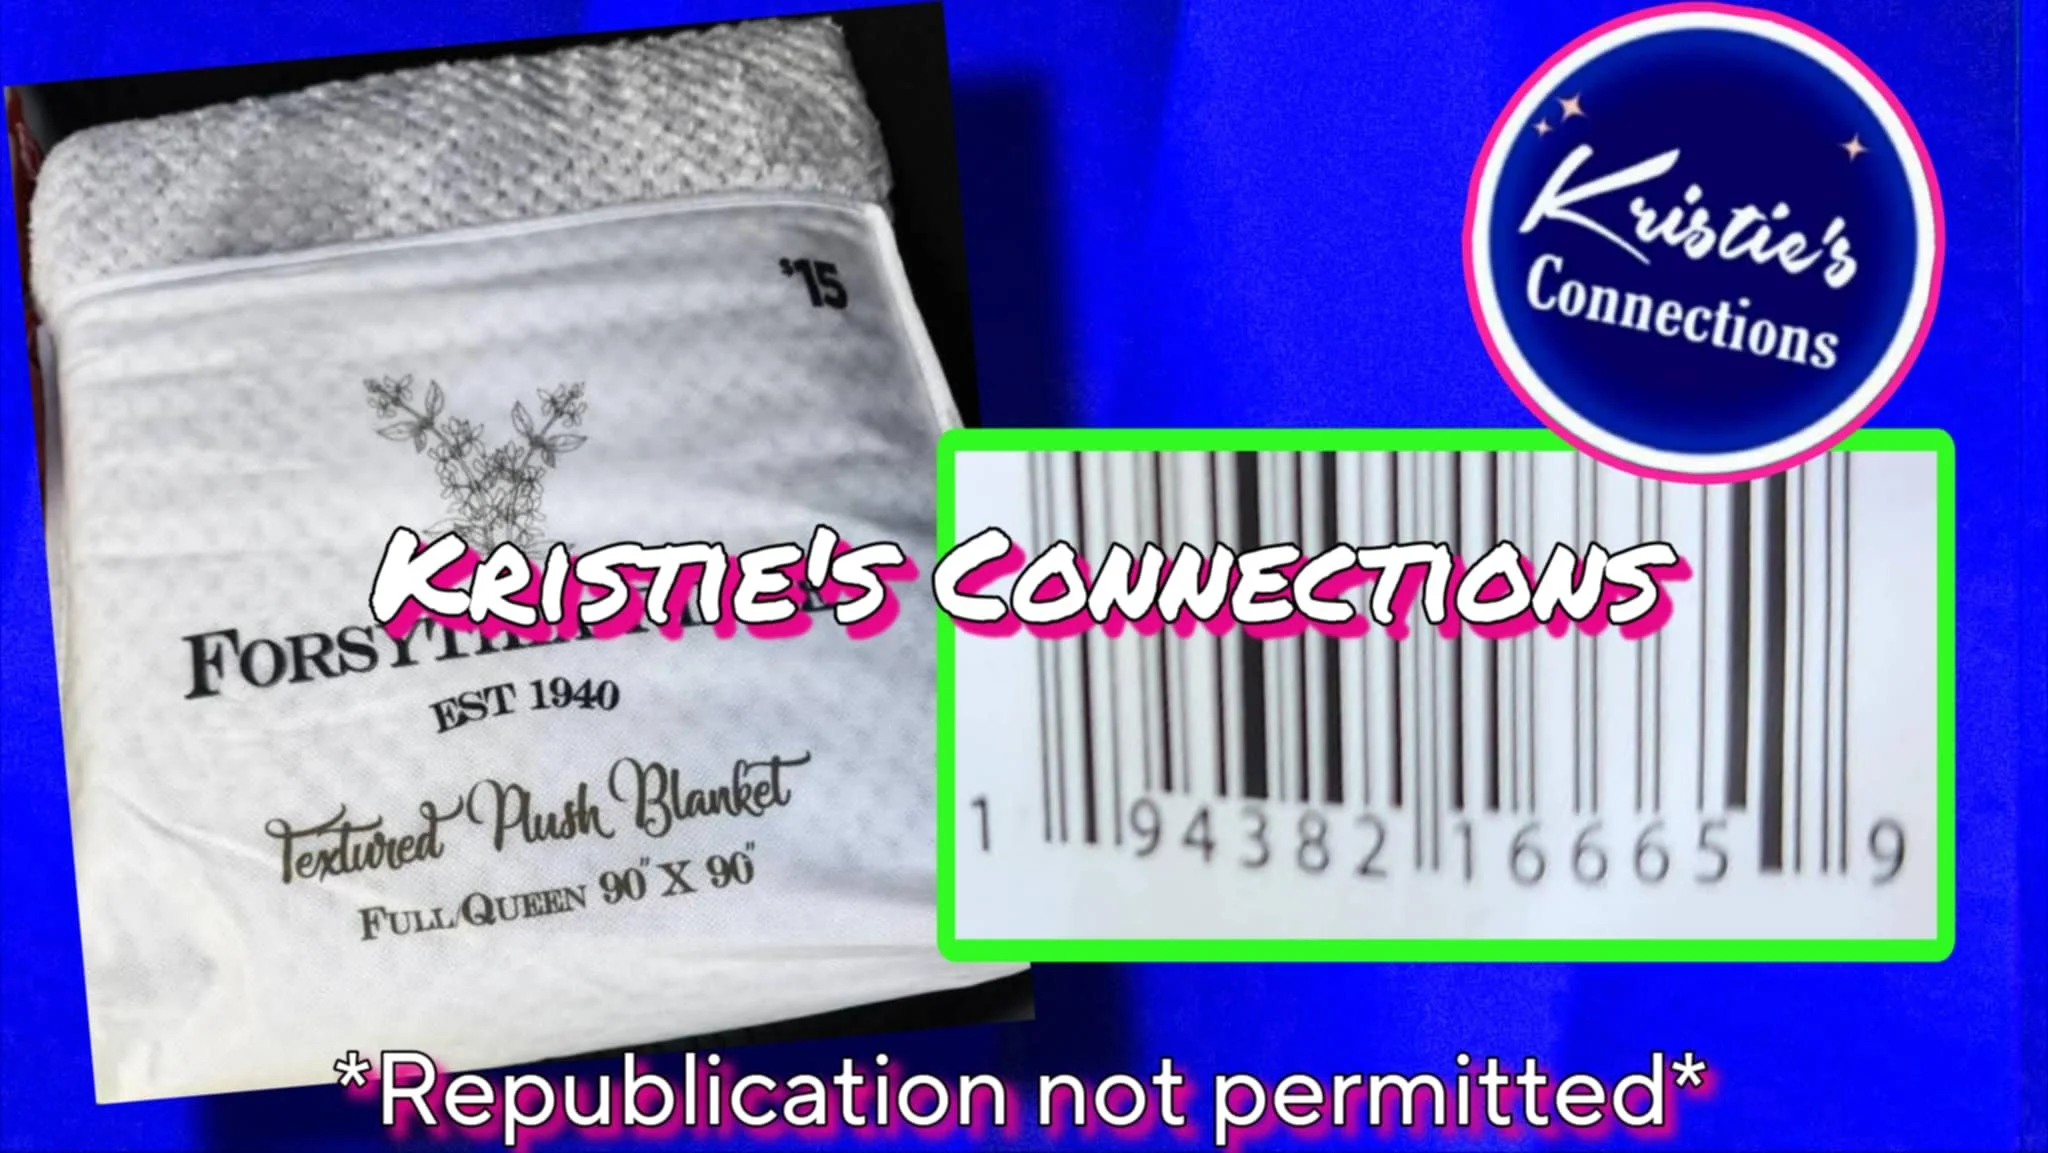 $15
EST 1940
Textured Plush Blanket
FULL/QUEEN 90" X 90"
Kristie's
Connections
KRISTIE'S CONNECTIONS
1 94382 16665 9
*Republication not permitted*